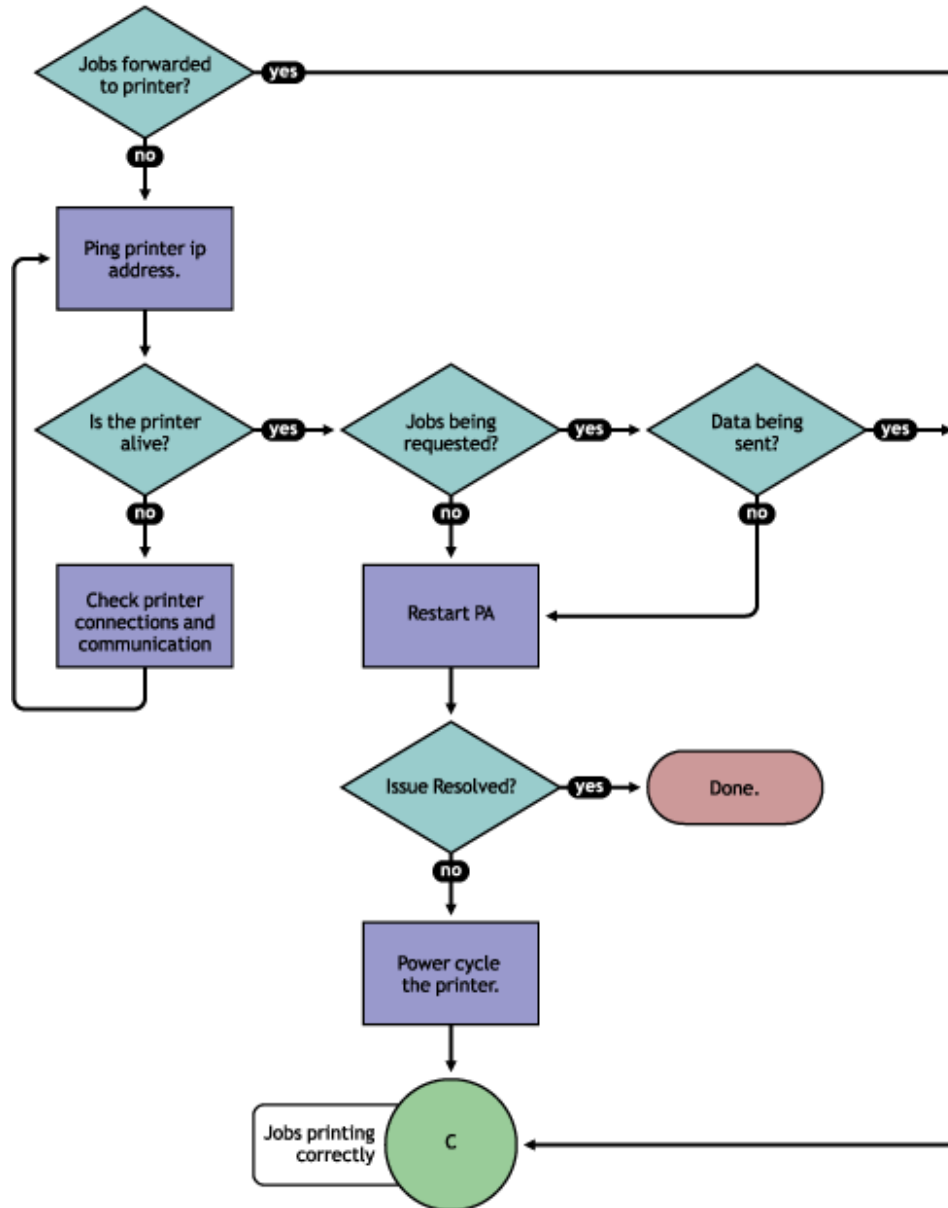 Jobs forwarded
to printer?
yes
no
Ping printer ip
address.
Is the printer
alive?
yes
Jobs being
requested?
yes
Data being
sent?
yes
no
no
no
Check printer
connections and
communication
Restart PA
Issue Resolved?
yes
Done.
no
Power cycle
the printer.
Jobs printing
correctly
C